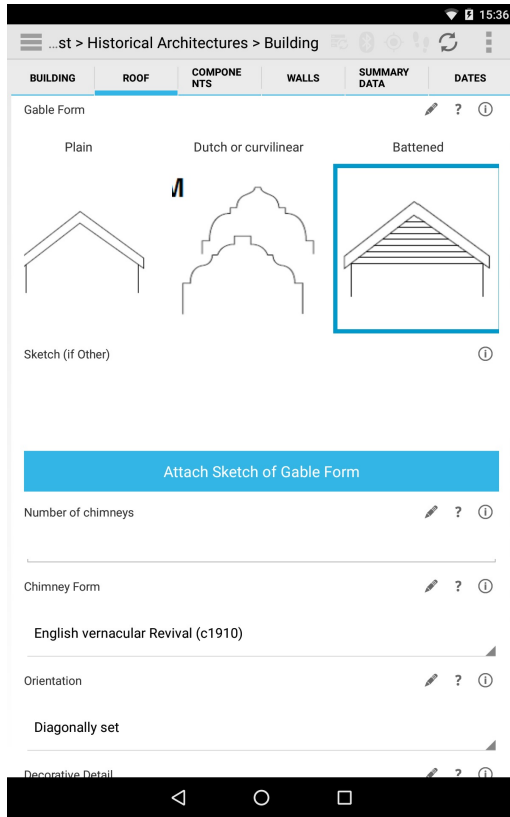 15:36
...st > Historical Architectures > Building
BUILDING ROOF COMPONE
NTS WALLS SUMMARY
DATA DATES
Gable Form ?
Plain Dutch or curvilinear Battened
M
Sketch (if Other)
Attach Sketch of Gable Form
Number of chimneys ?
Chimney Form ?
English vernacular Revival (c1910)
Orientation ?
Diagonally set
Decorative Detail ?